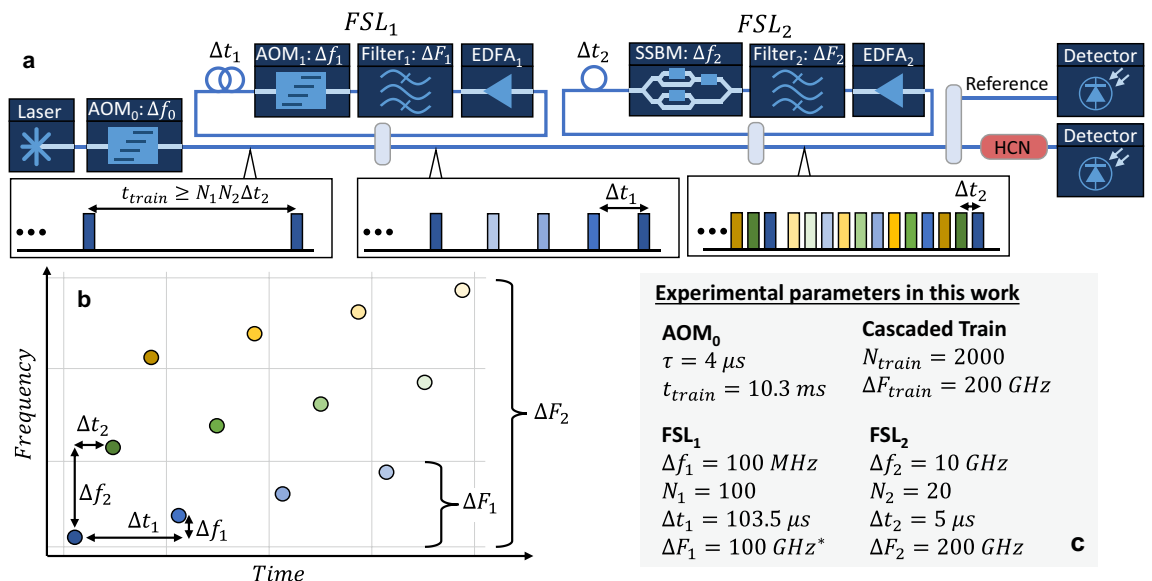 a
FSL₁
FSL₂
Δt₁
AOM₁: Δf₁
Filter₁: ΔF₁
EDFA₁
Δt₂
SSBM: Δf₂
Filter₂: ΔF₂
EDFA₂
Laser
AOM₀: Δf₀
Reference
Detector
HCN
Detector
t_train ≥ N₁N₂Δt₂
•••
•••
Δt₁
•••
Δt₂
b
Frequency
Time
Δt₂
Δf₂
Δt₁
Δf₁
ΔF₁
ΔF₂
Experimental parameters in this work
AOM₀
τ = 4 μs
t_train = 10.3 ms
Cascaded Train
N_train = 2000
ΔF_train = 200 GHz
FSL₁
Δf₁ = 100 MHz
N₁ = 100
Δt₁ = 103.5 μs
ΔF₁ = 100 GHz*
FSL₂
Δf₂ = 10 GHz
N₂ = 20
Δt₂ = 5 μs
ΔF₂ = 200 GHz
c